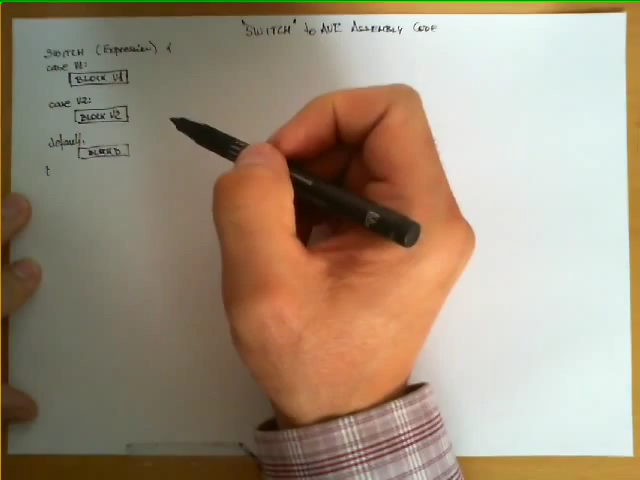 "SWITCH" to AVR ASSEMBLY CODE
SWITCH (Expression) {
case V1:
BLOCK V1
case V2:
BLOCK V2
default:
BLOCK D
}